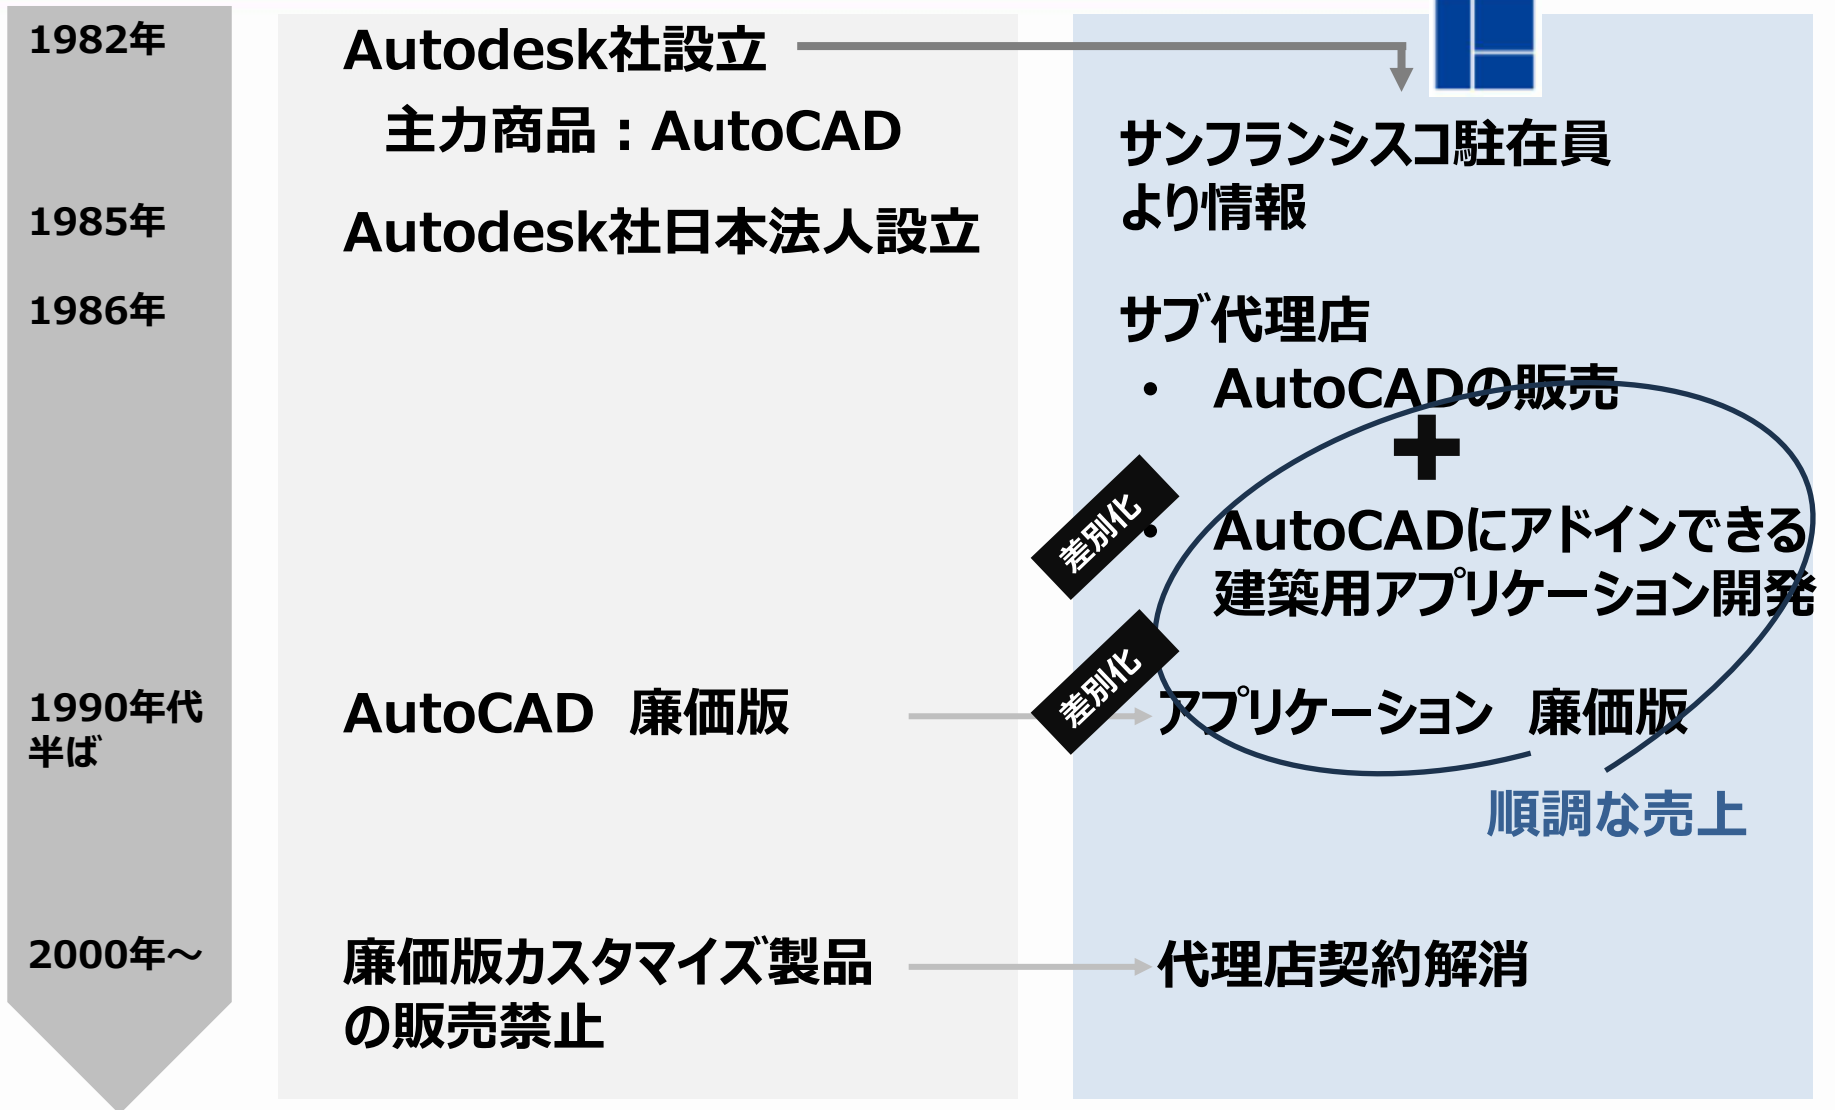 1982年
Autodesk社設立
主力商品：AutoCAD
サンフランシスコ駐在員
より情報
1985年
Autodesk社日本法人設立
1986年
サブ代理店
• AutoCADの販売
差別化
• AutoCADにアドインできる
建築用アプリケーション開発
1990年代
半ば
AutoCAD 廉価版
差別化
アプリケーション 廉価版
順調な売上
2000年～
廉価版カスタマイズ製品
の販売禁止
代理店契約解消